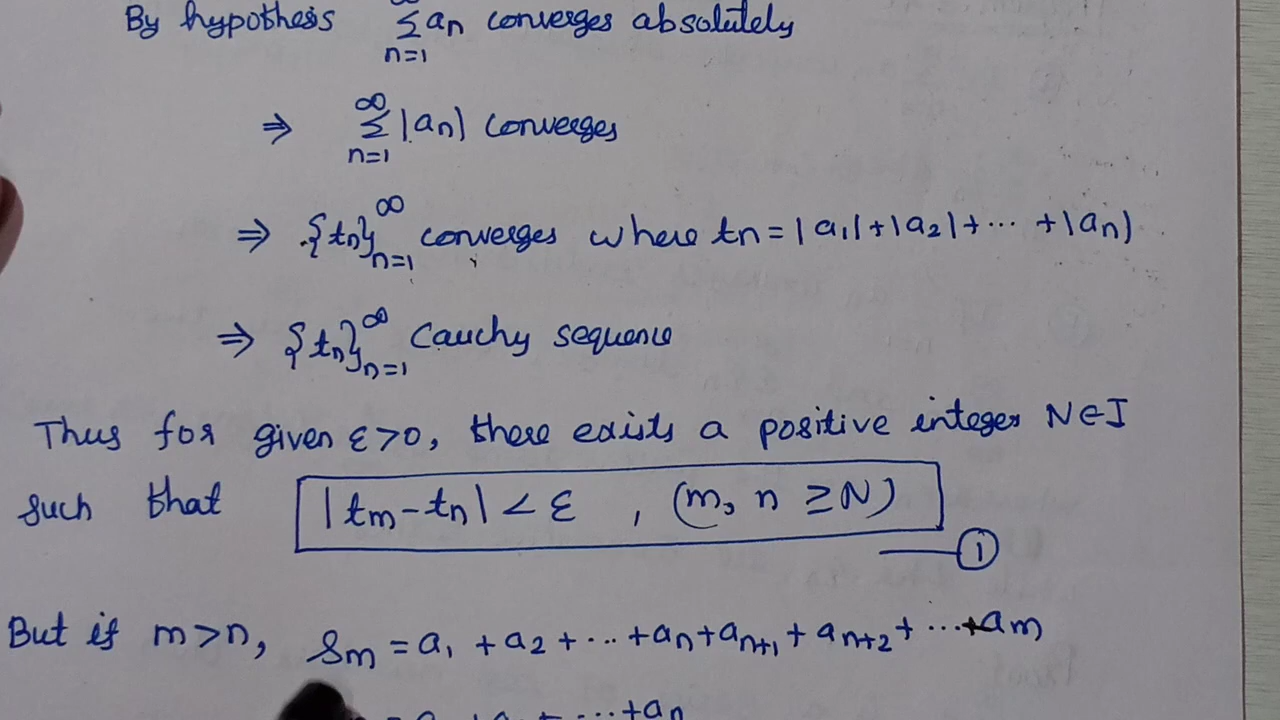 By hypothesis ∞∑n=1 an converges absolutely
⇒ ∞∑n=1 |an| converges
⇒ {tn}∞n=1 converges where tn = |a1| + |a2| + ... + |an|
⇒ {tn}∞n=1 Cauchy sequence
Thus for given ε>0, there exists a positive integer N∈I
such that |tm - tn| < ε , (m, n ≥ N)
①
But if m>n, Sm = a1 + a2 + ... + an + an+1 + an+2 + ... + am
... + an